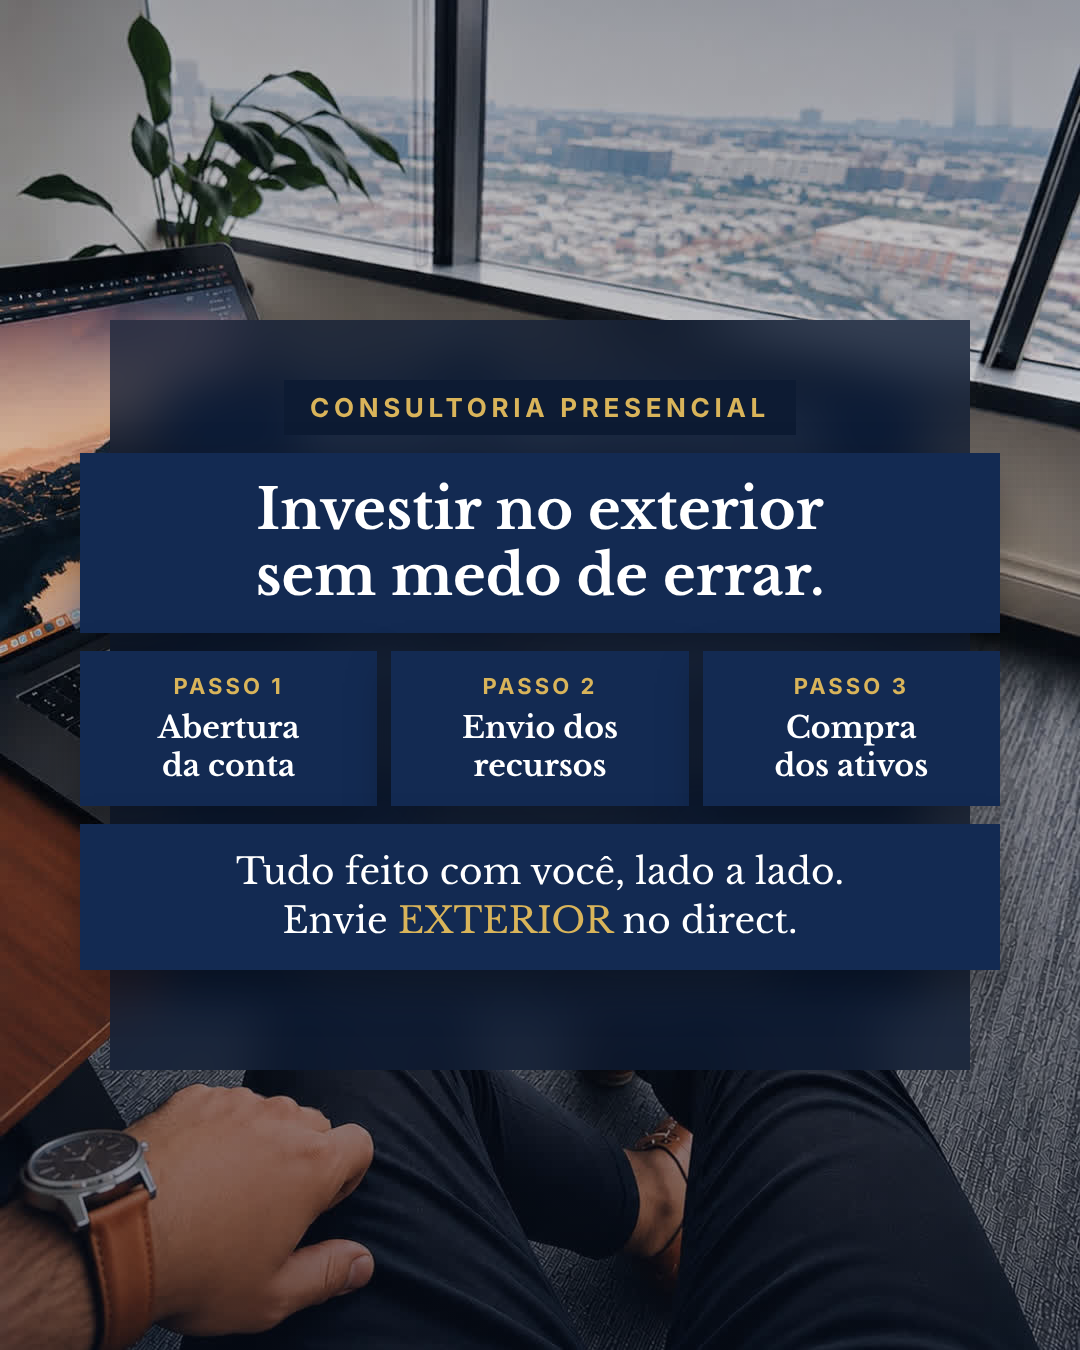 CONSULTORIA PRESENCIAL
Investir no exterior
sem medo de errar.
PASSO 1
Abertura
da conta
PASSO 2
Envio dos
recursos
PASSO 3
Compra
dos ativos
Tudo feito com você, lado a lado.
Envie EXTERIOR no direct.